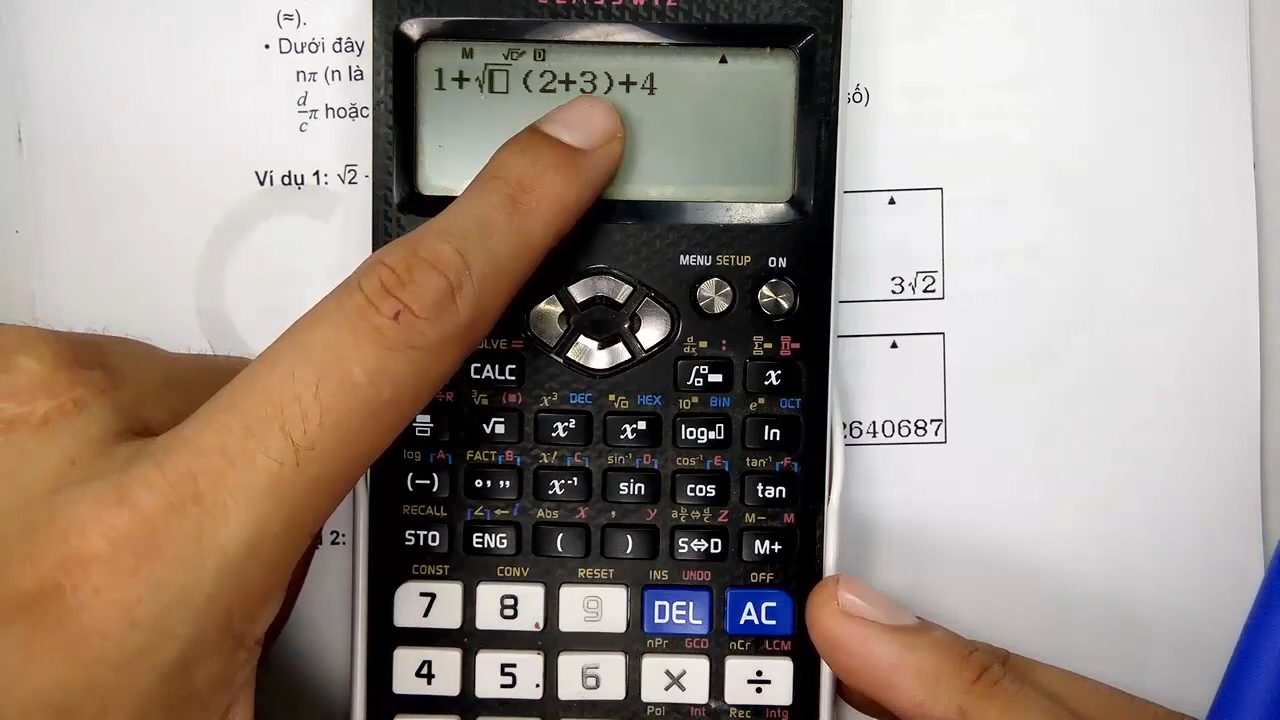 CLASSWIZ
(≈).
• Dưới đây
nπ (n là
d/c π hoặc
số)
Ví dụ 1: √2 -
M √ D ▲
1+√□ (2+3)+4
▲
3√2
▲
2640687
2:
MENU SETUP ON
SOLVE = d/dx■ : Σ■ Π■
CALC ∫■ x
÷R ³√■ (■) x³ DEC ■√□ HEX 10■ BIN e■ OCT
√■ x² x■ log■□ ln
log A FACT B x! C sin⁻¹ D cos⁻¹ E tan⁻¹ F
(−) °’ ” x⁻¹ sin cos tan
RECALL ∠ ← i Abs x , y a b/c⇔d/c z M− M
STO ENG ( ) S⇔D M+
CONST CONV RESET INS UNDO OFF
7 8 9 DEL AC
nPr GCD nCr LCM
4 5 6 × ÷
Pol Int Rec Intg